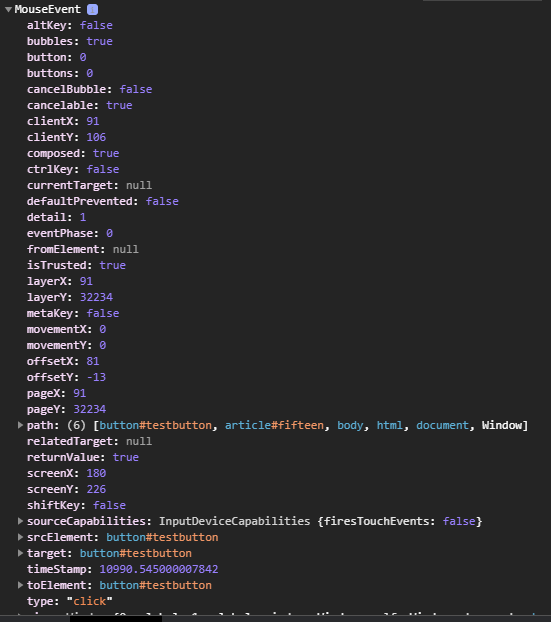 MouseEvent i
altKey: false
bubbles: true
button: 0
buttons: 0
cancelBubble: false
cancelable: true
clientX: 91
clientY: 106
composed: true
ctrlKey: false
currentTarget: null
defaultPrevented: false
detail: 1
eventPhase: 0
fromElement: null
isTrusted: true
layerX: 91
layerY: 32234
metaKey: false
movementX: 0
movementY: 0
offsetX: 81
offsetY: -13
pageX: 91
pageY: 32234
path: (6) [button#testbutton, article#fifteen, body, html, document, Window]
relatedTarget: null
returnValue: true
screenX: 180
screenY: 226
shiftKey: false
sourceCapabilities: InputDeviceCapabilities {firesTouchEvents: false}
srcElement: button#testbutton
target: button#testbutton
timeStamp: 10990.545000007842
toElement: button#testbutton
type: "click"